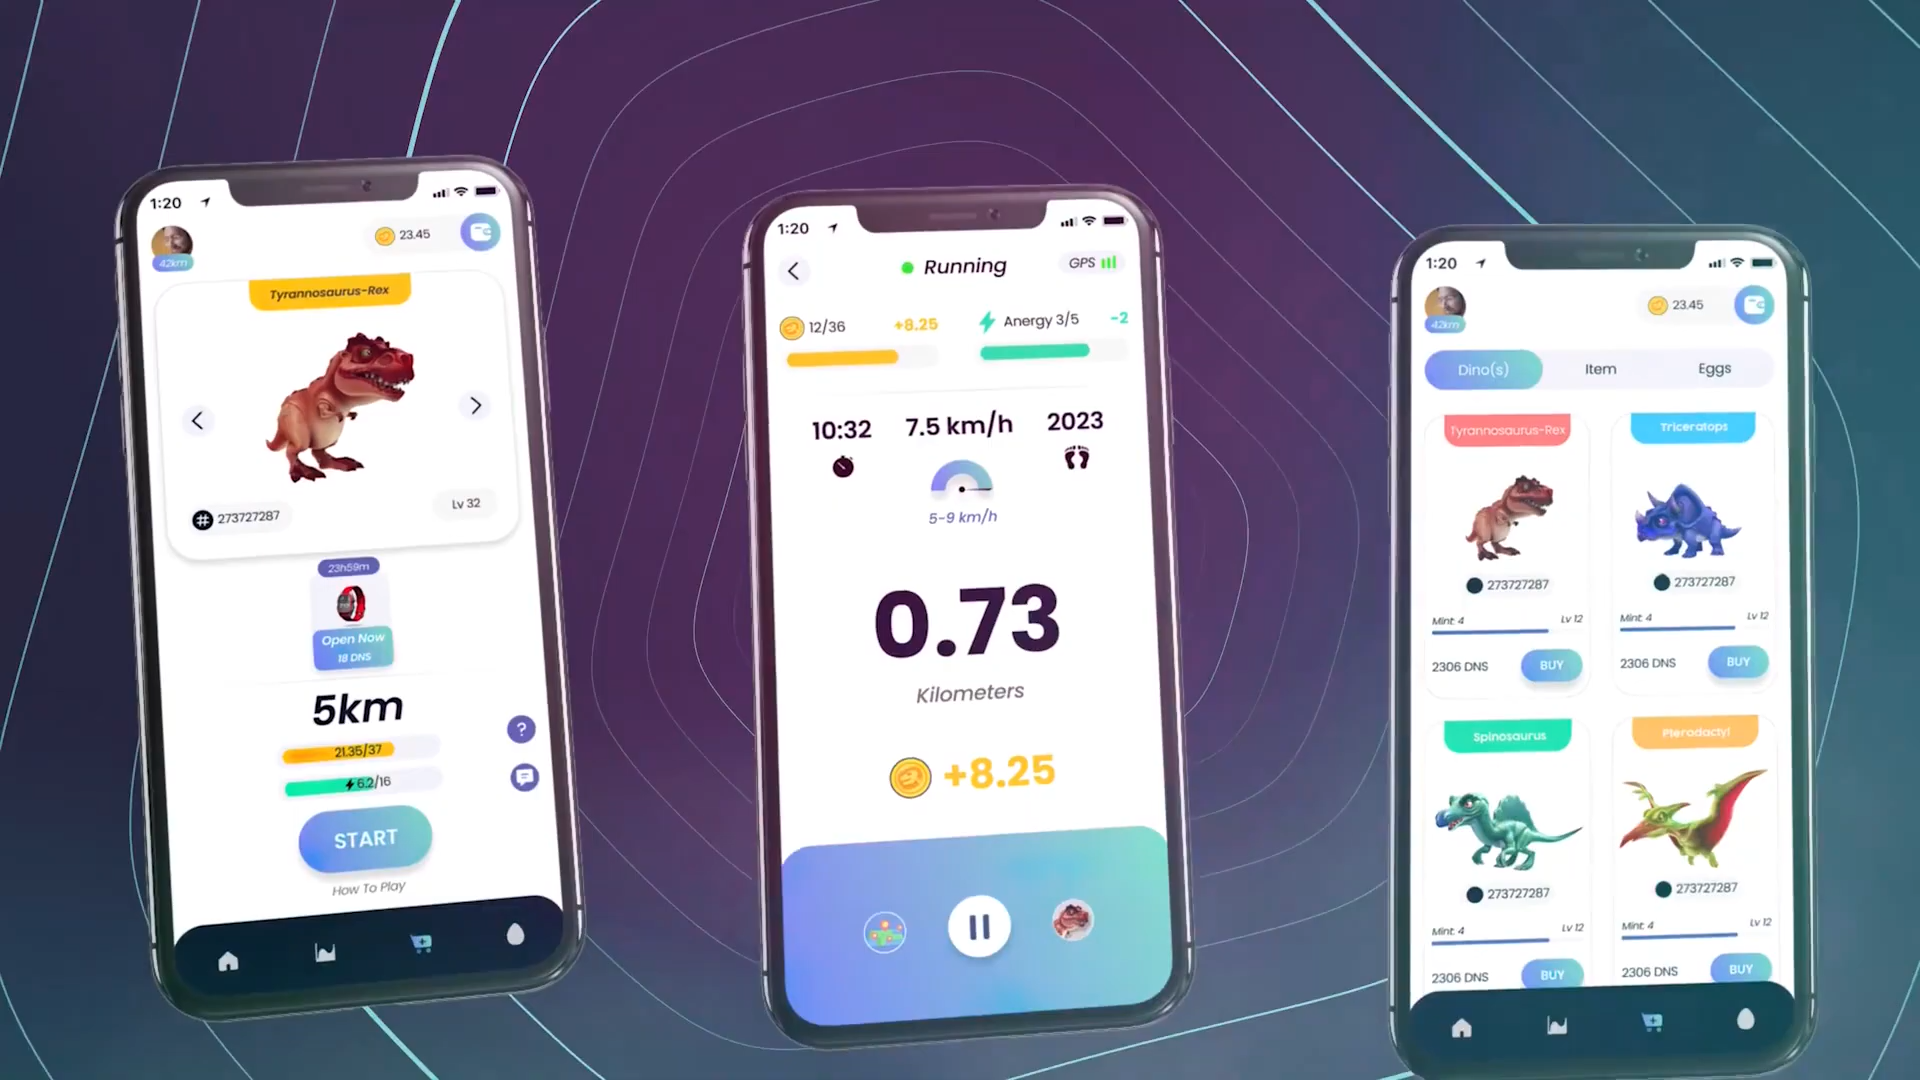 1:20
42km
23.45
Tyrannosaurus-Rex
273727287
Lv 32
23h59m
Open Now
18 DNS
5km
21.35/37
6.2/16
?
START
How To Play
1:20
Running
GPS
12/36
+8.25
Anergy 3/5
-2
10:32
7.5 km/h
2023
5-9 km/h
0.73
Kilometers
+8.25
1:20
42km
23.45
Dino(s)
Item
Eggs
Tyrannosaurus-Rex
Triceratops
273727287
273727287
Mint: 4
Lv 12
Mint: 4
Lv 12
2306 DNS
BUY
2306 DNS
BUY
Spinosaurus
Pterodactyl
273727287
273727287
Mint: 4
Lv 12
Mint: 4
Lv 12
2306 DNS
BUY
2306 DNS
BUY